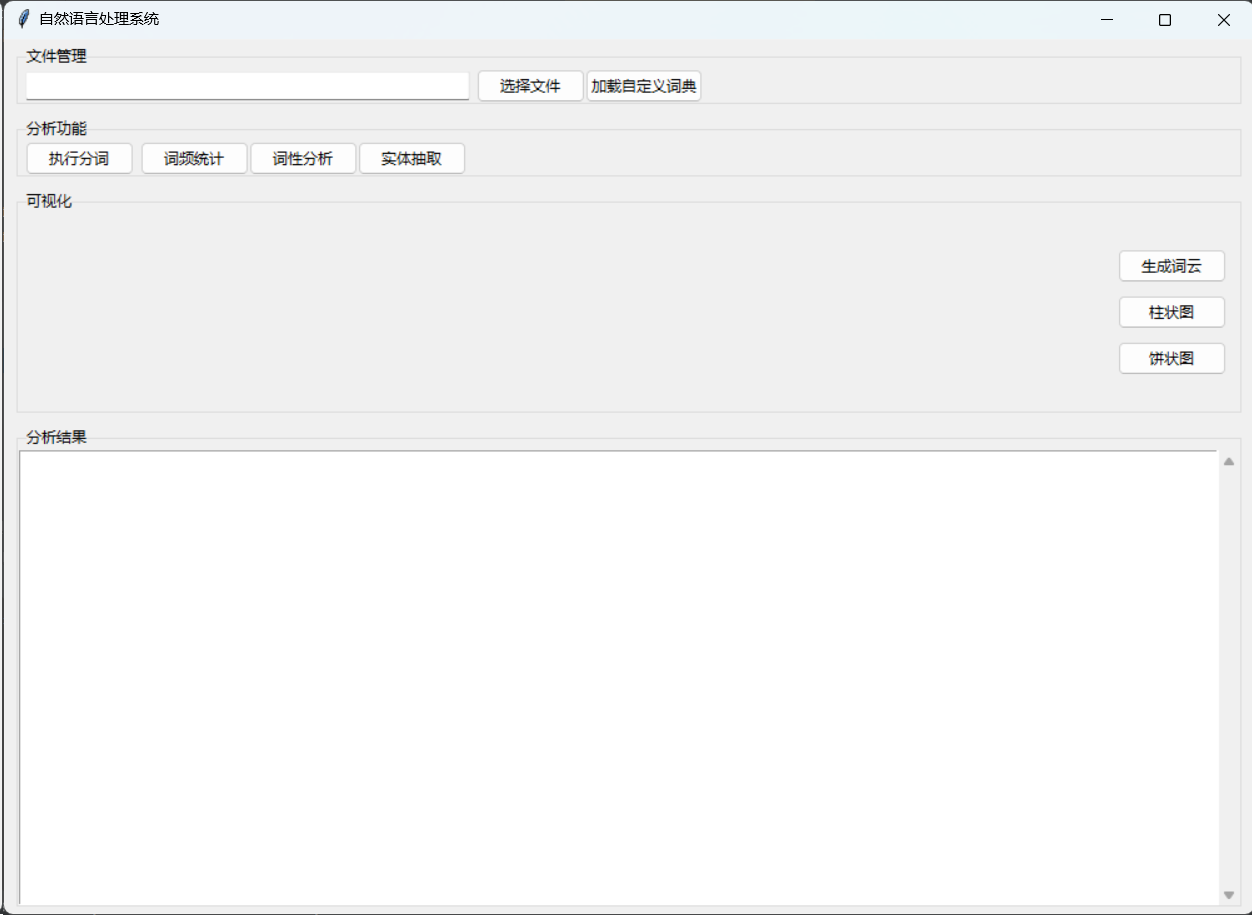 自然语言处理系统
文件管理
选择文件 加载自定义词典
分析功能
执行分词 词频统计 词性分析 实体抽取
可视化
生成词云
柱状图
饼状图
分析结果